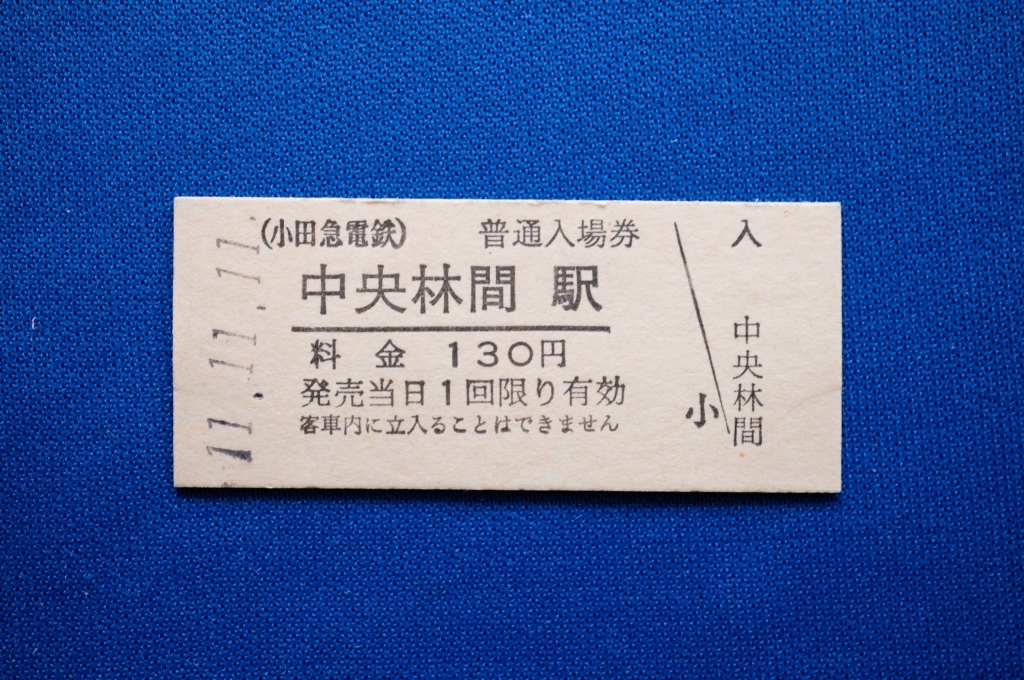 11.11.11
(小田急電鉄) 普通入場券
中央林間 駅
料 金 130円
発売当日1回限り有効
客車内に立入ることはできません
入
中央林間
小